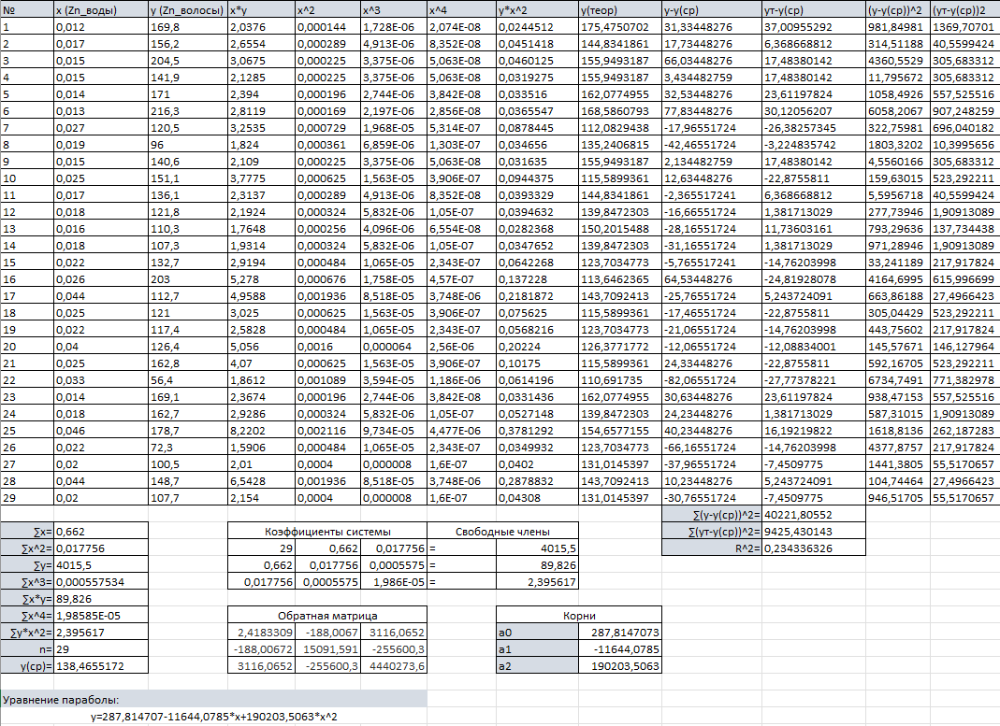 № x (Zn_воды) y (Zn_волосы) x*y x^2 x^3 x^4 y*x^2 y(теор) y-y(ср) yт-y(ср) (y-y(ср))^2 (yт-y(ср))2
1 0,012 169,8 2,0376 0,000144 1,728E-06 2,074E-08 0,0244512 175,4750702 31,33448276 37,00955292 981,84981 1369,70701
2 0,017 156,2 2,6554 0,000289 4,913E-06 8,352E-08 0,0451418 144,8341861 17,73448276 6,368668812 314,51188 40,5599424
3 0,015 204,5 3,0675 0,000225 3,375E-06 5,063E-08 0,0460125 155,9493187 66,03448276 17,48380142 4360,5529 305,683312
4 0,015 141,9 2,1285 0,000225 3,375E-06 5,063E-08 0,0319275 155,9493187 3,434482759 17,48380142 11,795672 305,683312
5 0,014 171 2,394 0,000196 2,744E-06 3,842E-08 0,033516 162,0774955 32,53448276 23,61197824 1058,4926 557,525516
6 0,013 216,3 2,8119 0,000169 2,197E-06 2,856E-08 0,0365547 168,5860793 77,83448276 30,12056207 6058,2067 907,248259
7 0,027 120,5 3,2535 0,000729 1,968E-05 5,314E-07 0,0878445 112,0829438 -17,96551724 -26,38257345 322,75981 696,040182
8 0,019 96 1,824 0,000361 6,859E-06 1,303E-07 0,034656 135,2406815 -42,46551724 -3,224835742 1803,3202 10,3995656
9 0,015 140,6 2,109 0,000225 3,375E-06 5,063E-08 0,031635 155,9493187 2,134482759 17,48380142 4,5560166 305,683312
10 0,025 151,1 3,7775 0,000625 1,563E-05 3,906E-07 0,0944375 115,5899361 12,63448276 -22,8755811 159,63015 523,292211
11 0,017 136,1 2,3137 0,000289 4,913E-06 8,352E-08 0,0393329 144,8341861 -2,365517241 6,368668812 5,5956718 40,5599424
12 0,018 121,8 2,1924 0,000324 5,832E-06 1,05E-07 0,0394632 139,8472303 -16,66551724 1,381713029 277,73946 1,90913089
13 0,016 110,3 1,7648 0,000256 4,096E-06 6,554E-08 0,0282368 150,2015488 -28,16551724 11,73603161 793,29636 137,734438
14 0,018 107,3 1,9314 0,000324 5,832E-06 1,05E-07 0,0347652 139,8472303 -31,16551724 1,381713029 971,28946 1,90913089
15 0,022 132,7 2,9194 0,000484 1,065E-05 2,343E-07 0,0642268 123,7034773 -5,765517241 -14,76203998 33,241189 217,917824
16 0,026 203 5,278 0,000676 1,758E-05 4,57E-07 0,137228 113,6462365 64,53448276 -24,81928078 4164,6995 615,996699
17 0,044 112,7 4,9588 0,001936 8,518E-05 3,748E-06 0,2181872 143,7092413 -25,76551724 5,243724091 663,86188 27,4966423
18 0,025 121 3,025 0,000625 1,563E-05 3,906E-07 0,075625 115,5899361 -17,46551724 -22,8755811 305,04429 523,292211
19 0,022 117,4 2,5828 0,000484 1,065E-05 2,343E-07 0,0568216 123,7034773 -21,06551724 -14,76203998 443,75602 217,917824
20 0,04 126,4 5,056 0,0016 0,000064 2,56E-06 0,20224 126,3771772 -12,06551724 -12,08834001 145,57671 146,127964
21 0,025 162,8 4,07 0,000625 1,563E-05 3,906E-07 0,10175 115,5899361 24,33448276 -22,8755811 592,16705 523,292211
22 0,033 56,4 1,8612 0,001089 3,594E-05 1,186E-06 0,0614196 110,691735 -82,06551724 -27,77378221 6734,7491 771,382978
23 0,014 169,1 2,3674 0,000196 2,744E-06 3,842E-08 0,0331436 162,0774955 30,63448276 23,61197824 938,47153 557,525516
24 0,018 162,7 2,9286 0,000324 5,832E-06 1,05E-07 0,0527148 139,8472303 24,23448276 1,381713029 587,31015 1,90913089
25 0,046 178,7 8,2202 0,002116 9,734E-05 4,477E-06 0,3781292 154,6577155 40,23448276 16,19219822 1618,8136 262,187283
26 0,022 72,3 1,5906 0,000484 1,065E-05 2,343E-07 0,0349932 123,7034773 -66,16551724 -14,76203998 4377,8757 217,917824
27 0,02 100,5 2,01 0,0004 0,000008 1,6E-07 0,0402 131,0145397 -37,96551724 -7,4509775 1441,3805 55,5170657
28 0,044 148,7 6,5428 0,001936 8,518E-05 3,748E-06 0,2878832 143,7092413 10,23448276 5,243724091 104,74464 27,4966423
29 0,02 107,7 2,154 0,0004 0,000008 1,6E-07 0,04308 131,0145397 -30,76551724 -7,4509775 946,51705 55,5170657
∑(y-y(ср))^2= 40221,80552
∑x= 0,662 Коэффициенты системы Свободные члены ∑(yт-y(ср))^2= 9425,430143
∑x^2= 0,017756 29 0,662 0,017756 = 4015,5 R^2= 0,234336326
∑y= 4015,5 0,662 0,017756 0,0005575 = 89,826
∑x^3= 0,000557534 0,017756 0,0005575 1,986E-05 = 2,395617
∑x*y= 89,826
∑x^4= 1,98585E-05 Обратная матрица Корни
∑y*x^2= 2,395617 2,4183309 -188,0067 3116,0652 a0 287,8147073
n= 29 -188,00672 15091,591 -255600,3 a1 -11644,0785
y(ср)= 138,4655172 3116,0652 -255600,3 4440273,6 a2 190203,5063
Уравнение параболы:
y=287,814707-11644,0785*x+190203,5063*x^2